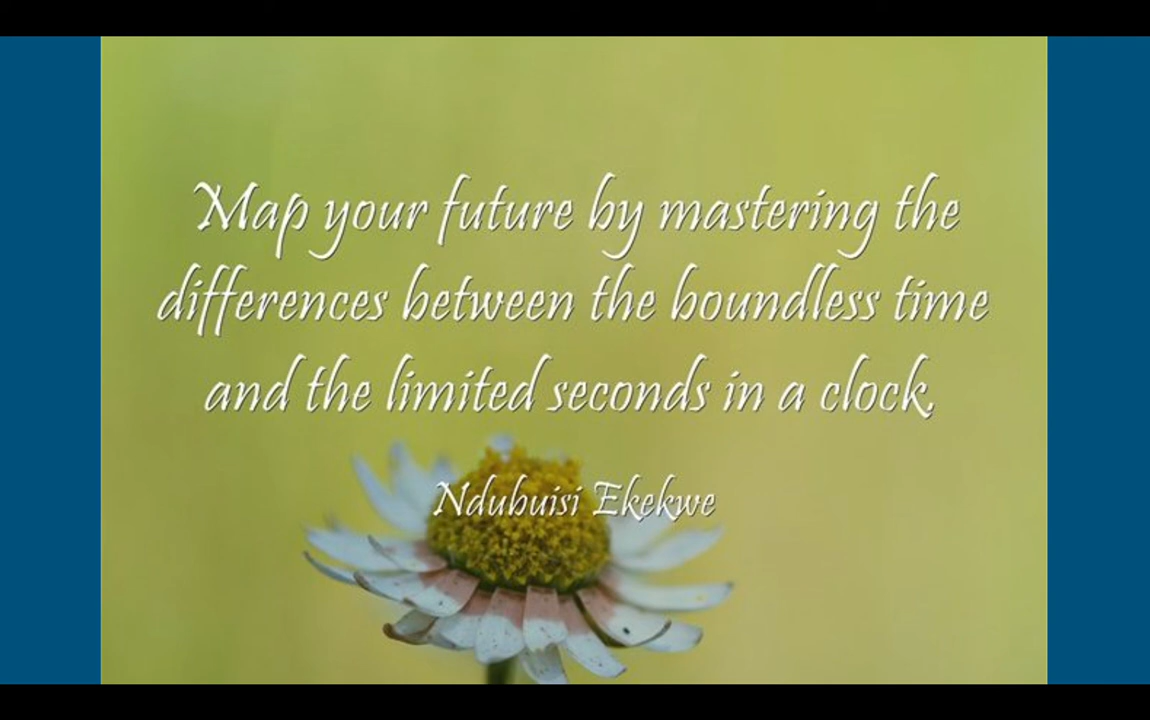 Map your future by mastering the
differences between the boundless time
and the limited seconds in a clock.
Ndubuisi Ekekwe